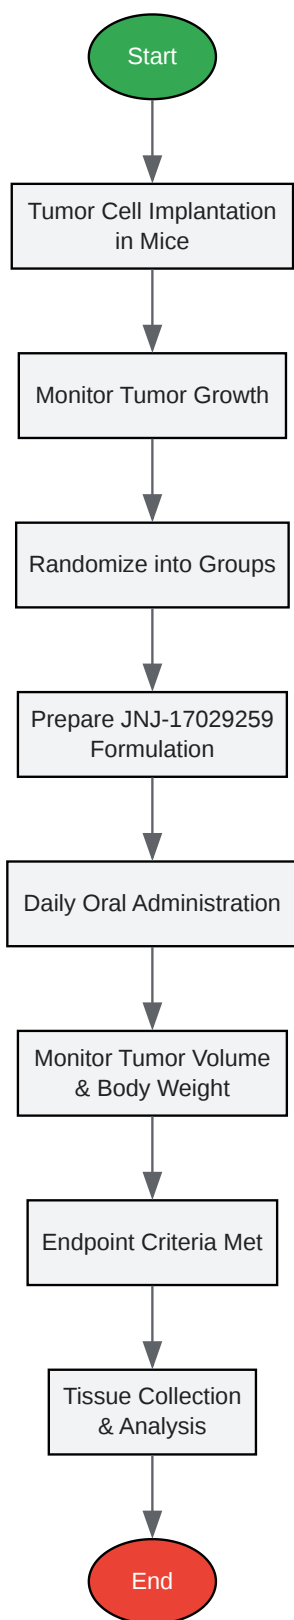 Start
Tumor Cell Implantation
in Mice
Monitor Tumor Growth
Randomize into Groups
Prepare JNJ-17029259
Formulation
Daily Oral Administration
Monitor Tumor Volume
& Body Weight
Endpoint Criteria Met
Tissue Collection
& Analysis
End